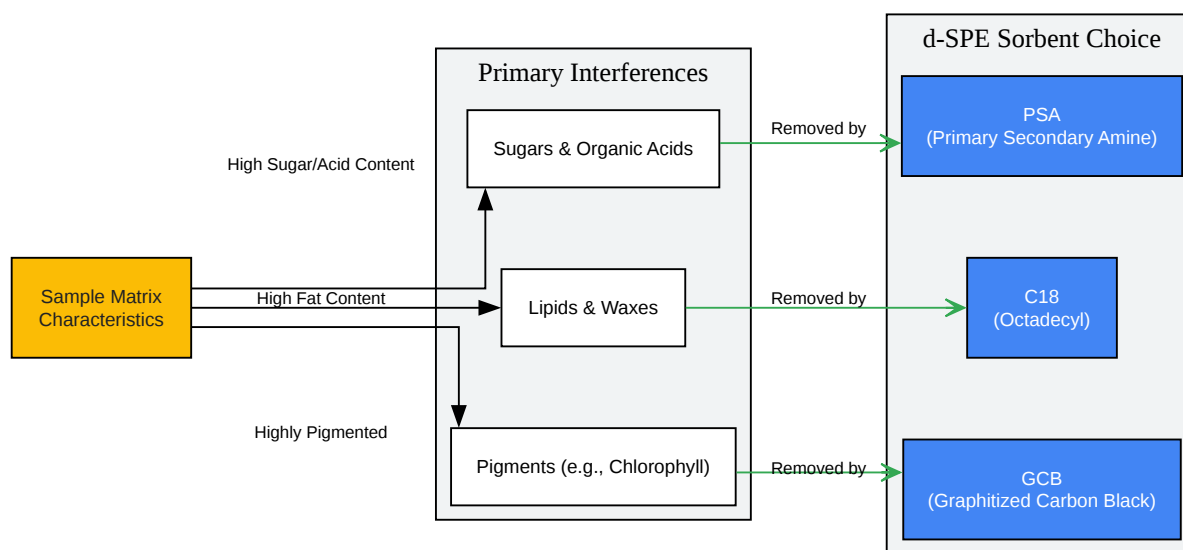 d-SPE Sorbent Choice
Primary Interferences
PSA
(Primary Secondary Amine)
Removed by
Sugars & Organic Acids
High Sugar/Acid Content
Sample Matrix
Characteristics
High Fat Content
Lipids & Waxes
Removed by
C18
(Octadecyl)
Highly Pigmented
Pigments (e.g., Chlorophyll)
Removed by
GCB
(Graphitized Carbon Black)